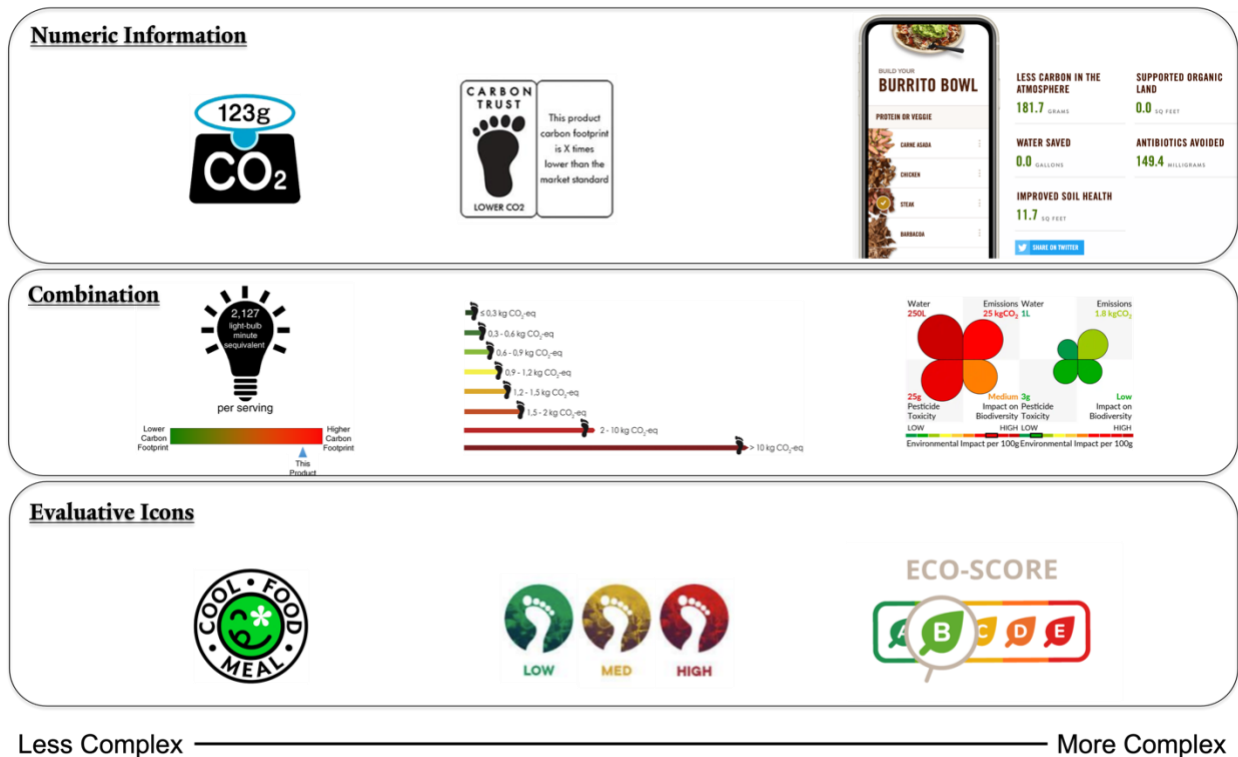 Numeric Information
123g
CO2
CARBON
TRUST
LOWER CO2
This product
carbon footprint
is X times
lower than the
market standard
BUILD YOUR
BURRITO BOWL
PROTEIN OR VEGGIE
CARNE ASADA
CHICKEN
STEAK
BARBACOA
LESS CARBON IN THE
ATMOSPHERE
181.7 GRAMS
SUPPORTED ORGANIC
LAND
0.0 SQ FEET
WATER SAVED
0.0 GALLONS
ANTIBIOTICS AVOIDED
149.4 MILLIGRAMS
IMPROVED SOIL HEALTH
11.7 SQ FEET
SHARE ON TWITTER
Combination
2,127
light-bulb
minute
sequivalent
per serving
Lower
Carbon
Footprint
Higher
Carbon
Footprint
This
Product
≤ 0,3 kg CO2-eq
0,3 - 0,6 kg CO2-eq
0,6 - 0,9 kg CO2-eq
0,9 - 1,2 kg CO2-eq
1,2 - 1,5 kg CO2-eq
1,5 - 2 kg CO2-eq
2 - 10 kg CO2-eq
> 10 kg CO2-eq
Water
250L
Emissions
25 kgCO2
25g
Pesticide
Toxicity
Medium
Impact on
Biodiversity
LOW HIGH
Environmental Impact per 100g
Water
1L
Emissions
1.8 kgCO2
3g
Pesticide
Toxicity
Low
Impact on
Biodiversity
LOW HIGH
Environmental Impact per 100g
Evaluative Icons
COOL • FOOD • MEAL
LOW
MED
HIGH
ECO-SCORE
A B C D E
Less Complex
More Complex